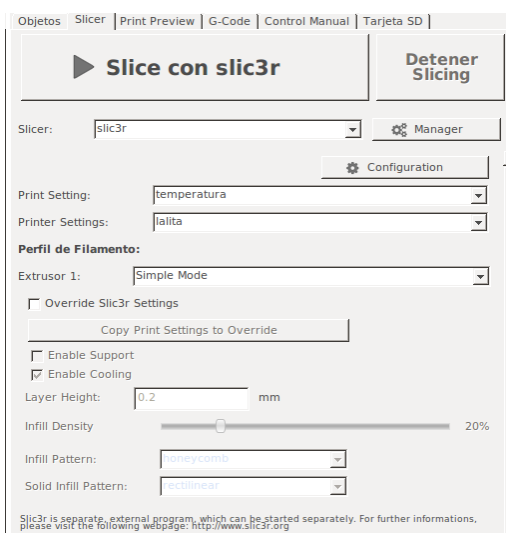 Objetos Slicer Print Preview G-Code Control Manual Tarjeta SD
Slice con slic3r
Detener
Slicing
Slicer: slic3r Manager
Configuration
Print Setting: temperatura
Printer Settings: lalita
Perfil de Filamento:
Extrusor 1: Simple Mode
Override Slic3r Settings
Copy Print Settings to Override
Enable Support
Enable Cooling
Layer Height: 0.2 mm
Infill Density 20%
Infill Pattern: honeycomb
Solid Infill Pattern: rectilinear
Slic3r is separate, external program, which can be started separately. For further informations,
please visit the following webpage: http://www.slic3r.org